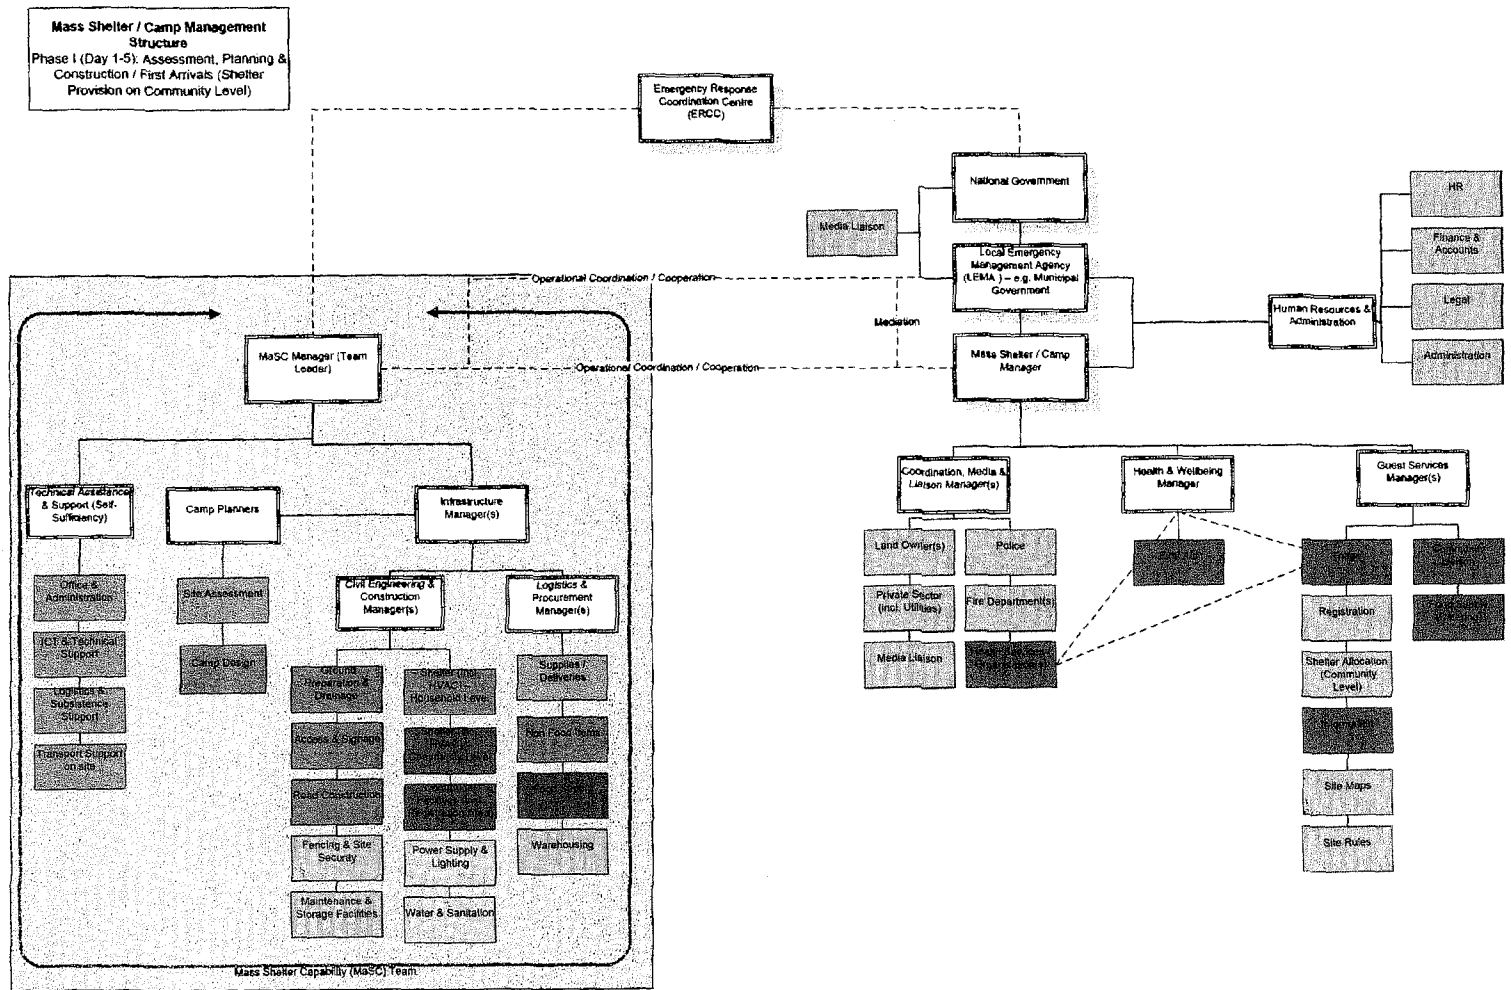 Mass Shelter / Camp Management
Structure
Phase I (Day 1-5): Assessment, Planning &
Construction / First Arrivals (Shelter
Provision on Community Level)
Emergency Response
Coordination Centre
(ERCC)
National Government
Media Liaison
Local Emergency
Management Agency
(LEMA ) – e.g. Municipal
Government
Operational Coordination / Cooperation
Mediation
Operational Coordination / Cooperation
Mass Shelter / Camp
Manager
Human Resources &
Administration
HR
Finance &
Accounts
Legal
Administration
MaSC Manager (Team
Leader)
Technical Assistance
& Support (Self-
Sufficiency)
Camp Planners
Infrastructure
Manager(s)
Office &
Administration
ICT & Technical
Support
Logistics &
Subsistence
Support
Transport Support
on site
Site Assessment
Camp Design
Civil Engineering &
Construction
Manager(s)
Logistics &
Procurement
Manager(s)
Ground
Preparation &
Drainage
Access & Signage
Road Construction
Fencing & Site
Security
Maintenance &
Storage Facilities
Shelter (incl.
HVAC)
Household Level
Community Level
Power Supply &
Lighting
Water & Sanitation
Supplies /
Deliveries
Non Food Items
Warehousing
Mass Shelter Capability (MaSC) Team
Coordination, Media &
Liaison Manager(s)
Health & Wellbeing
Manager
Guest Services
Manager(s)
Land Owner(s)
Private Sector
(incl. Utilities)
Media Liaison
Police
Fire Department(s)
Registration
Shelter Allocation
(Community
Level)
Site Maps
Site Rules